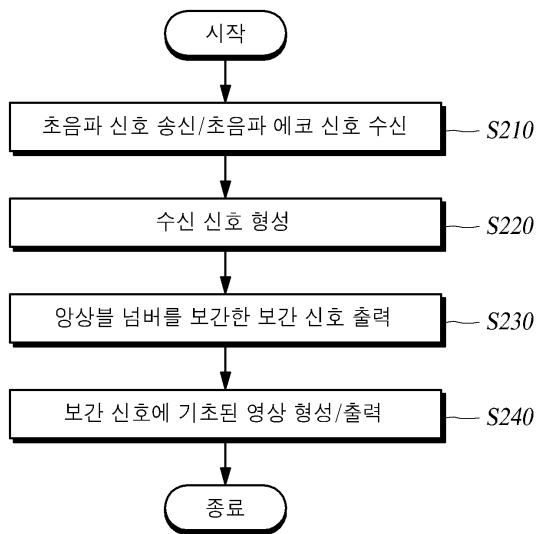 시작
초음파 신호 송신/초음파 에코 신호 수신
S210
수신 신호 형성
S220
앙상블 넘버를 보간한 보간 신호 출력
S230
보간 신호에 기초된 영상 형성/출력
S240
종료